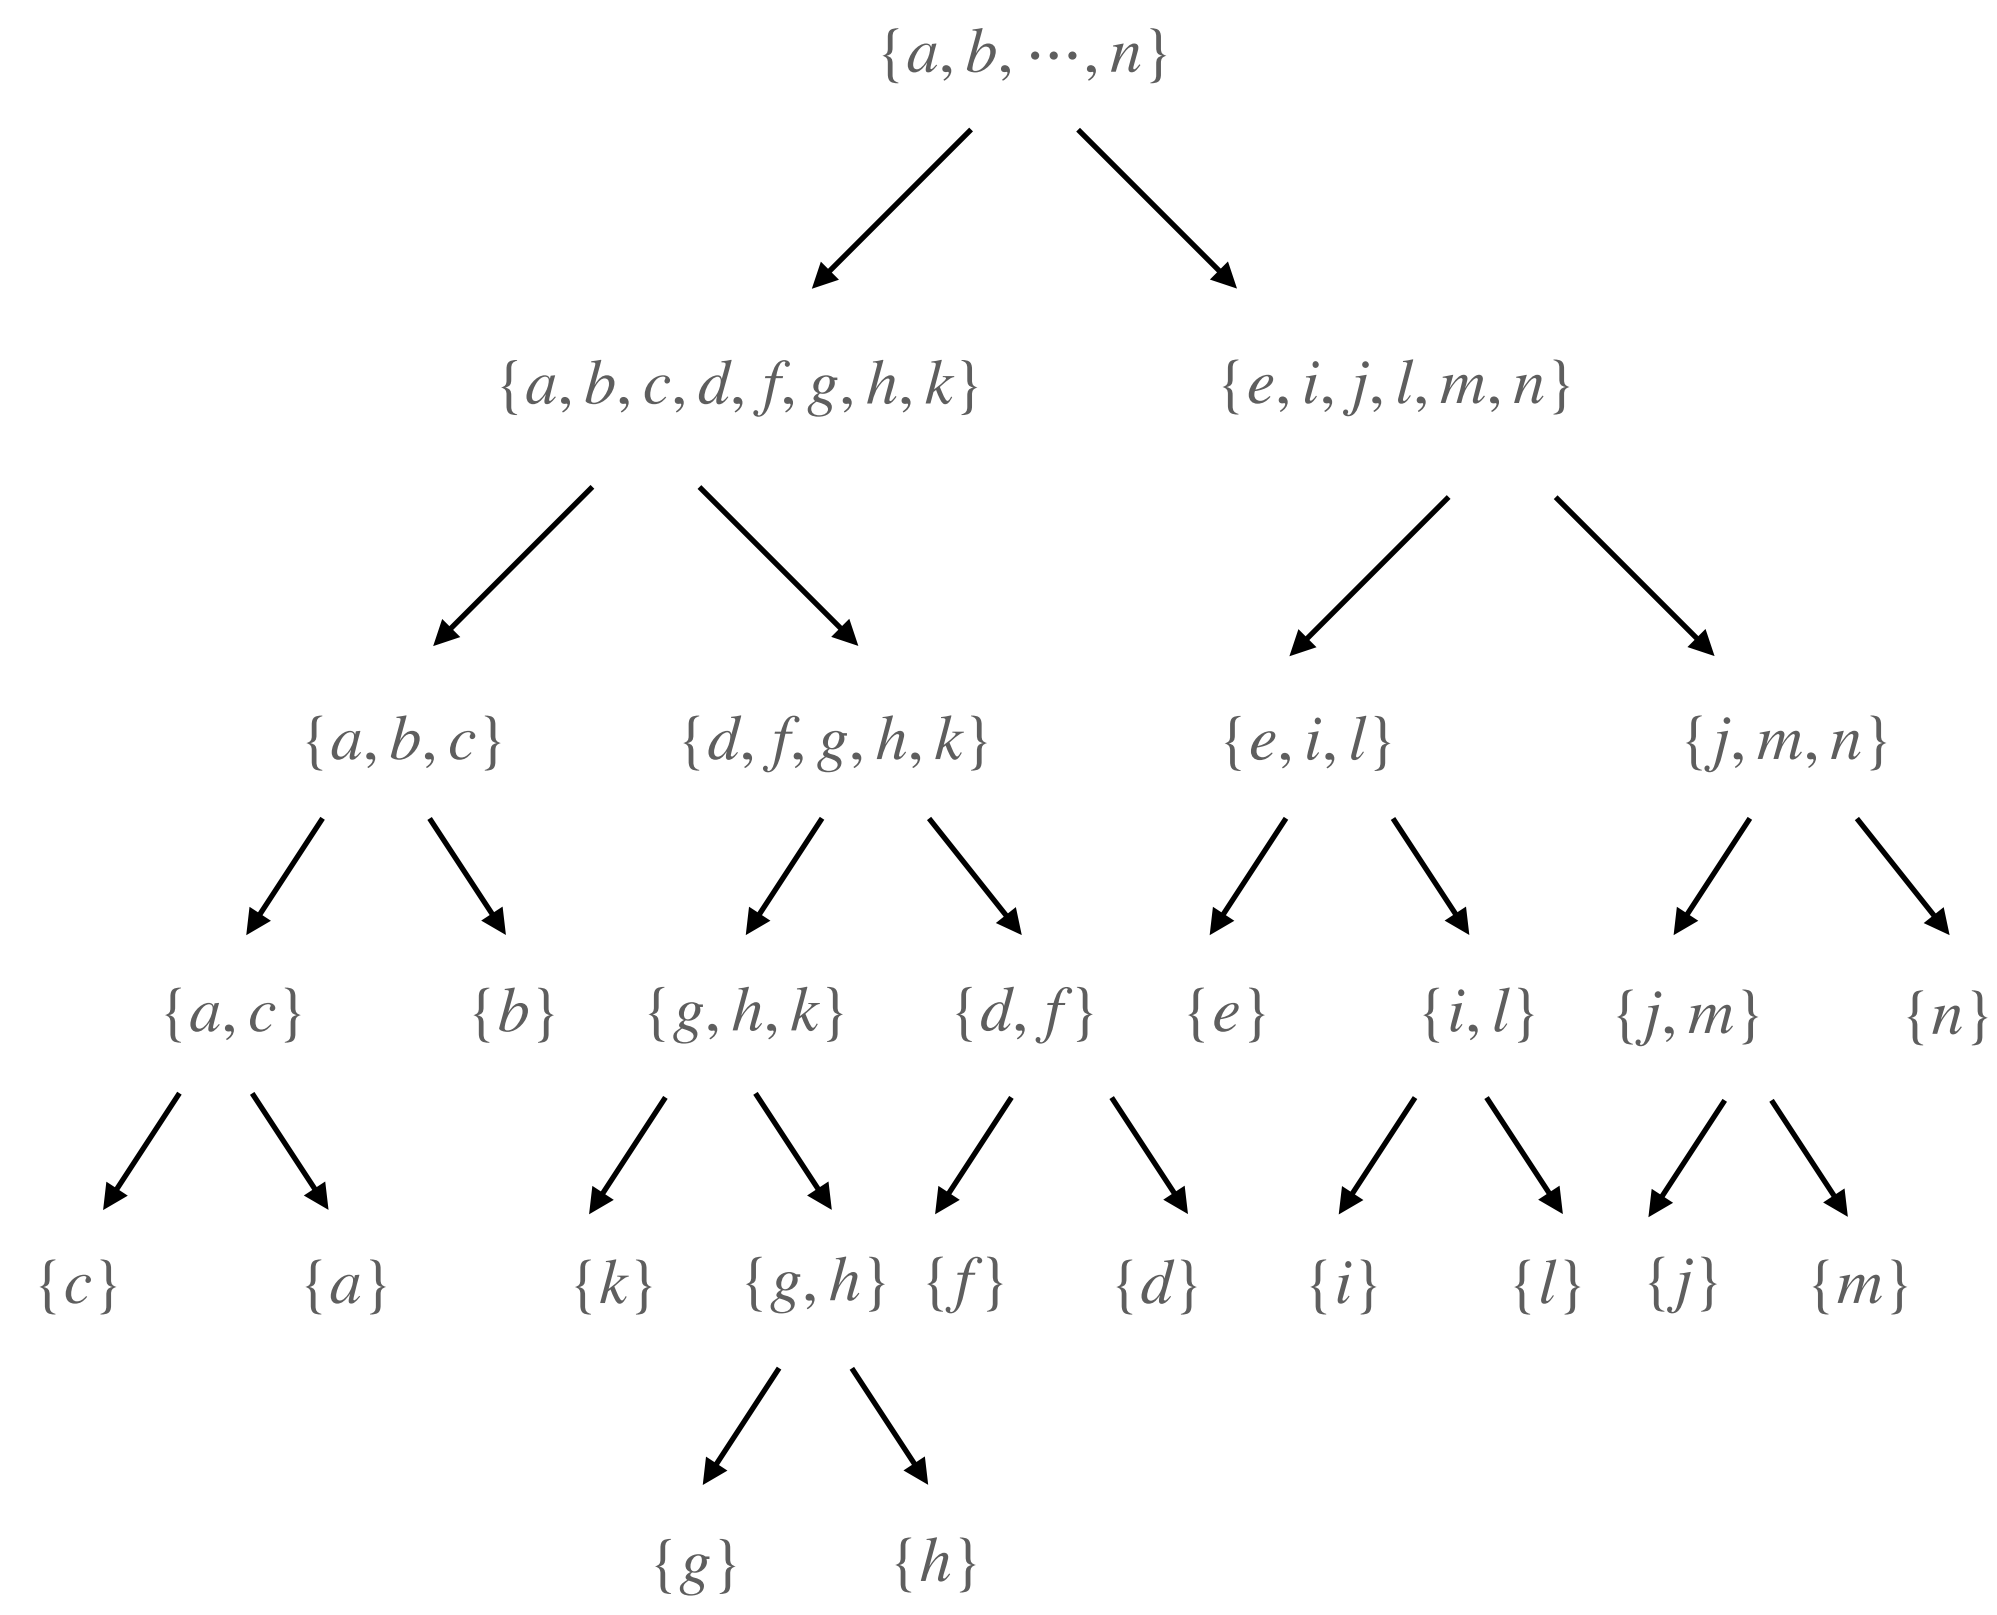 {a, b, ⋯, n}
{a, b, c, d, f, g, h, k} {e, i, j, l, m, n}
{a, b, c} {d, f, g, h, k} {e, i, l} {j, m, n}
{a, c} {b} {g, h, k} {d, f} {e} {i, l} {j, m} {n}
{c} {a} {k} {g, h} {f} {d} {i} {l} {j} {m}
{g} {h}